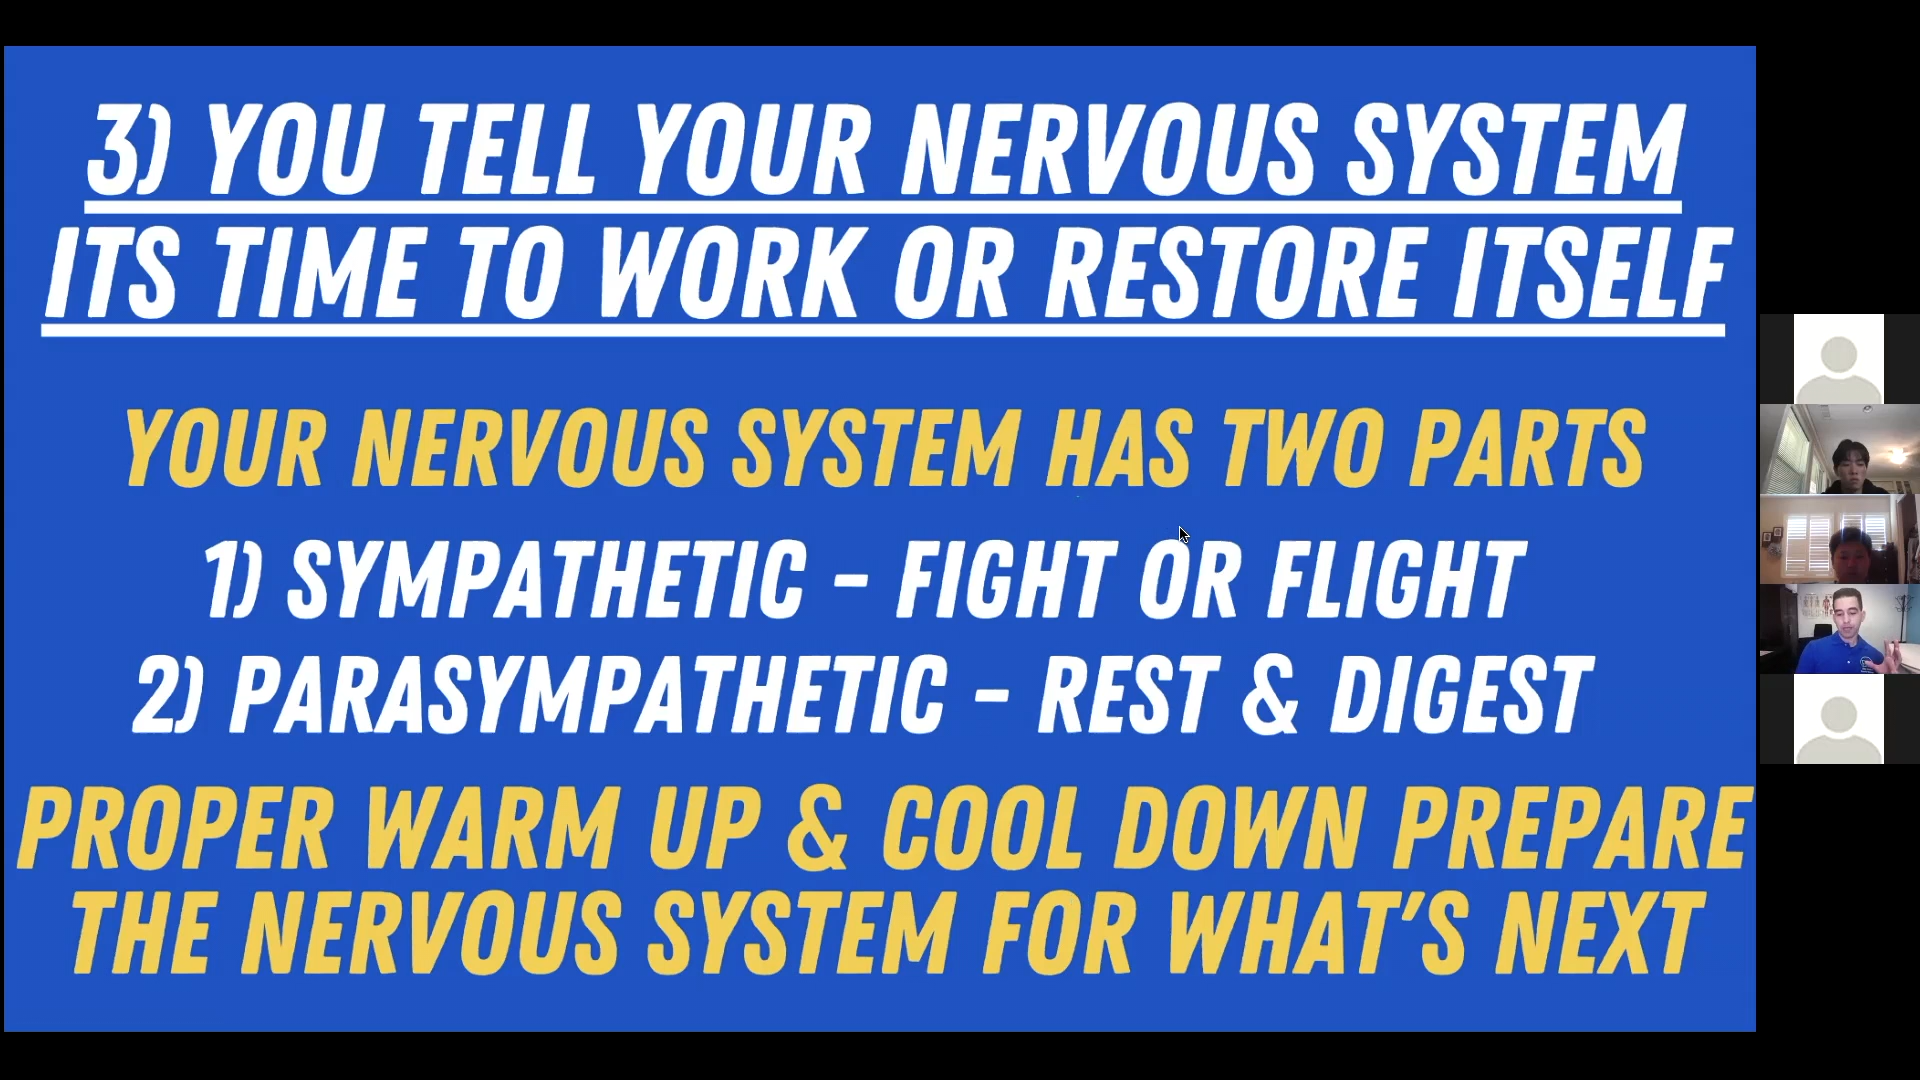 3) YOU TELL YOUR NERVOUS SYSTEM
ITS TIME TO WORK OR RESTORE ITSELF
YOUR NERVOUS SYSTEM HAS TWO PARTS
1) SYMPATHETIC - FIGHT OR FLIGHT
2) PARASYMPATHETIC - REST & DIGEST
PROPER WARM UP & COOL DOWN PREPARE
THE NERVOUS SYSTEM FOR WHAT'S NEXT